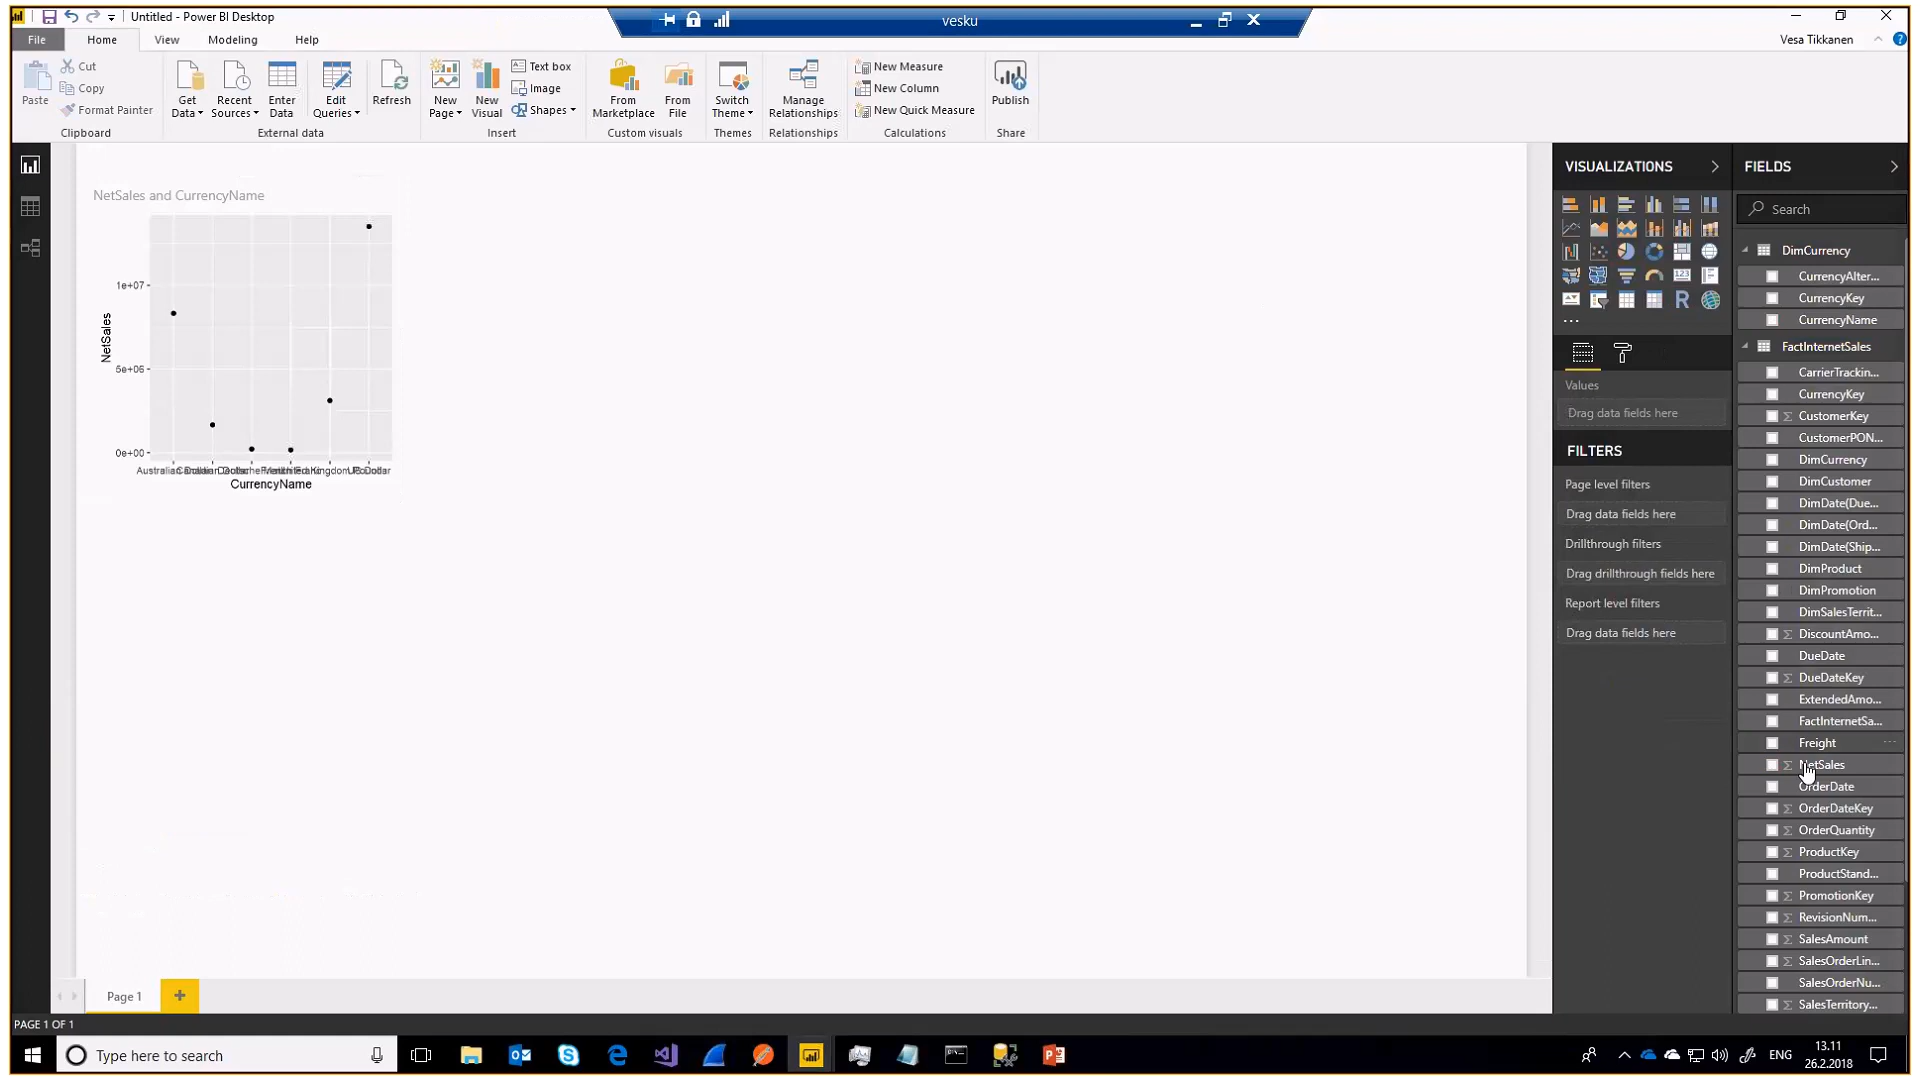 Untitled - Power BI Desktop
vesku
File
Home
View
Modeling
Help
Vesa Tikkanen
Paste
Cut
Copy
Format Painter
Clipboard
Get Data
Recent Sources
Enter Data
Edit Queries
Refresh
External data
New Page
New Visual
Text box
Image
Shapes
Insert
From Marketplace
From File
Custom visuals
Switch Theme
Themes
Manage Relationships
Relationships
New Measure
New Column
New Quick Measure
Calculations
Publish
Share
NetSales and CurrencyName
NetSales
1e+07
5e+06
0e+00
CurrencyName
VISUALIZATIONS
Values
Drag data fields here
FILTERS
Page level filters
Drag data fields here
Drillthrough filters
Drag drillthrough fields here
Report level filters
Drag data fields here
FIELDS
Search
DimCurrency
CurrencyAlter...
CurrencyKey
CurrencyName
FactInternetSales
CarrierTrackin...
CurrencyKey
CustomerKey
CustomerPON...
DimCurrency
DimCustomer
DimDate(Due...
DimDate(Ord...
DimDate(Ship...
DimProduct
DimPromotion
DimSalesTerrit...
DiscountAmo...
DueDate
DueDateKey
ExtendedAmo...
FactInternetSa...
Freight
NetSales
OrderDate
OrderDateKey
OrderQuantity
ProductKey
ProductStand...
PromotionKey
RevisionNum...
SalesAmount
SalesOrderLin...
SalesOrderNu...
SalesTerritory...
Page 1
PAGE 1 OF 1
Type here to search
ENG
13.11
26.2.2018